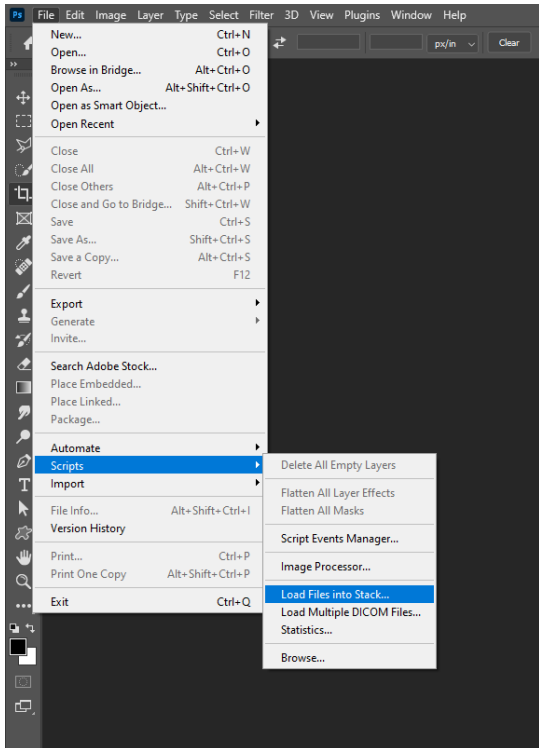 Ps File Edit Image Layer Type Select Filter 3D View Plugins Window Help
px/in Clear
New... Ctrl+N
Open... Ctrl+O
Browse in Bridge... Alt+Ctrl+O
Open As... Alt+Shift+Ctrl+O
Open as Smart Object...
Open Recent
Close Ctrl+W
Close All Alt+Ctrl+W
Close Others Alt+Ctrl+P
Close and Go to Bridge... Shift+Ctrl+W
Save Ctrl+S
Save As... Shift+Ctrl+S
Save a Copy... Alt+Ctrl+S
Revert F12
Export
Generate
Invite...
Search Adobe Stock...
Place Embedded...
Place Linked...
Package...
Automate
Scripts
Import
File Info... Alt+Shift+Ctrl+I
Version History
Print... Ctrl+P
Print One Copy Alt+Shift+Ctrl+P
Exit Ctrl+Q
Delete All Empty Layers
Flatten All Layer Effects
Flatten All Masks
Script Events Manager...
Image Processor...
Load Files into Stack...
Load Multiple DICOM Files...
Statistics...
Browse...